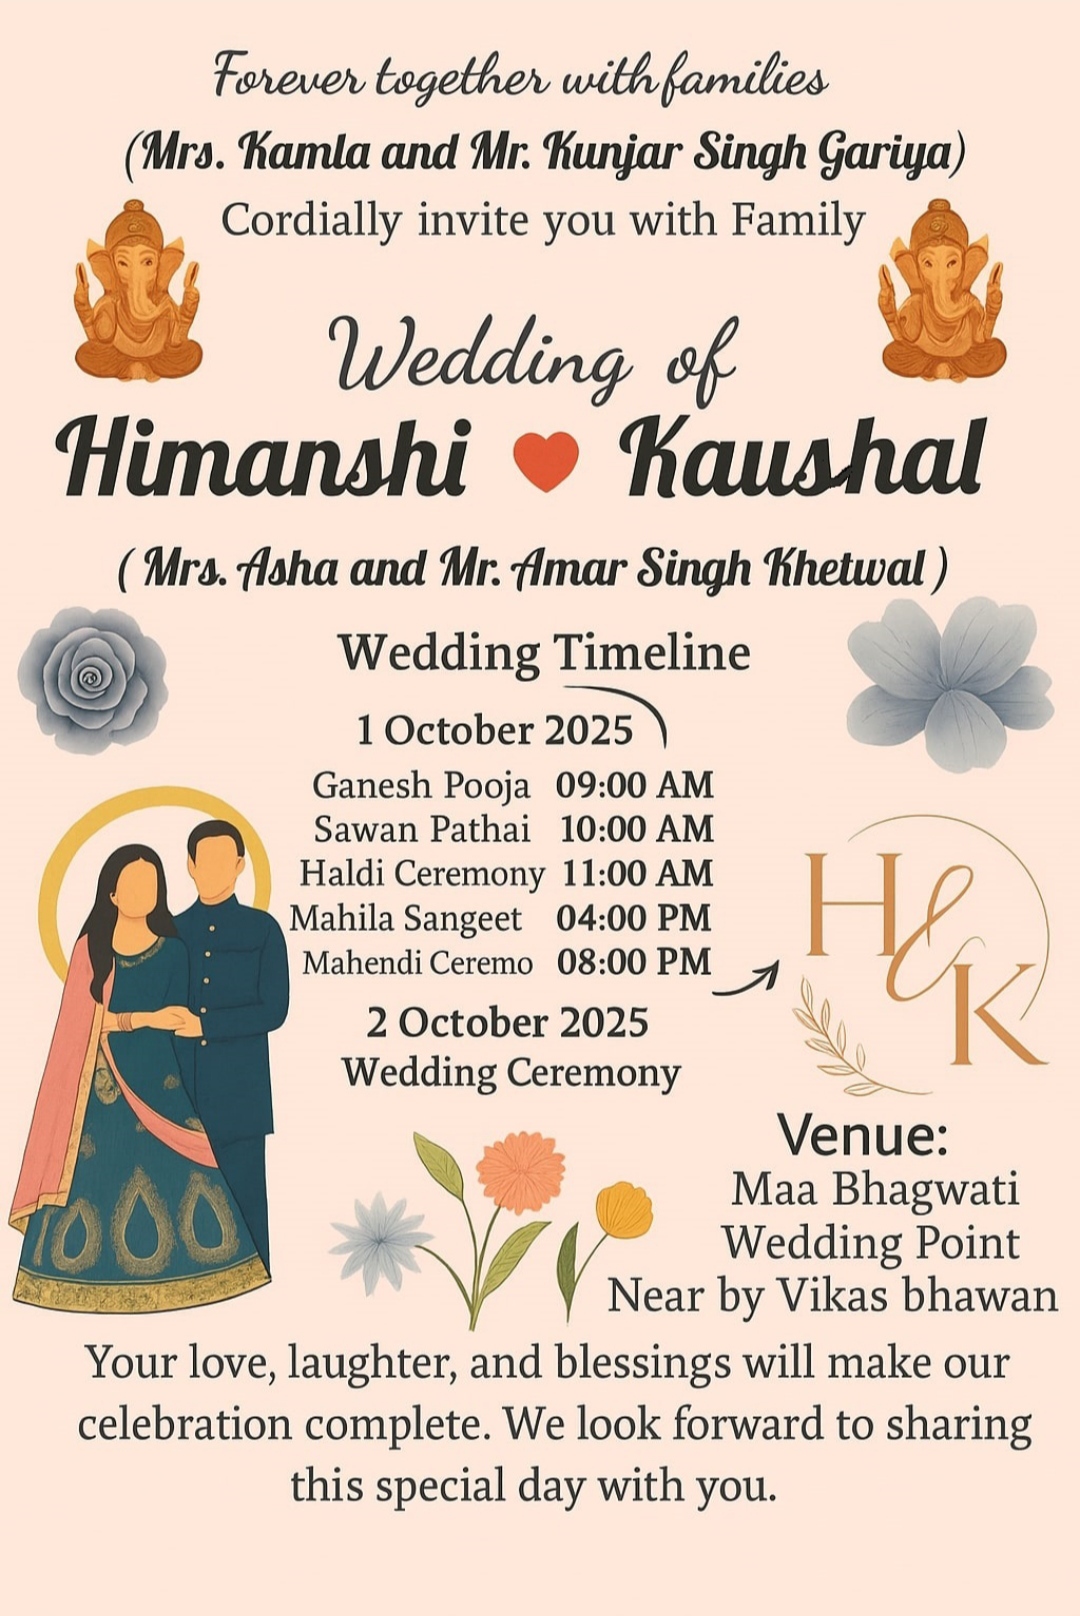 Forever together with families
(Mrs. Kamla and Mr. Kunjar Singh Gariya)
Cordially invite you with Family
Wedding of
Himanshi Kaushal
( Mrs. Asha and Mr. Amar Singh Khetwal )
Wedding Timeline
1 October 2025
Ganesh Pooja 09:00 AM
Sawan Pathai 10:00 AM
Haldi Ceremony 11:00 AM
Mahila Sangeet 04:00 PM
Mahendi Ceremo 08:00 PM
2 October 2025
Wedding Ceremony
H&K
Venue:
Maa Bhagwati
Wedding Point
Near by Vikas bhawan
Your love, laughter, and blessings will make our
celebration complete. We look forward to sharing
this special day with you.